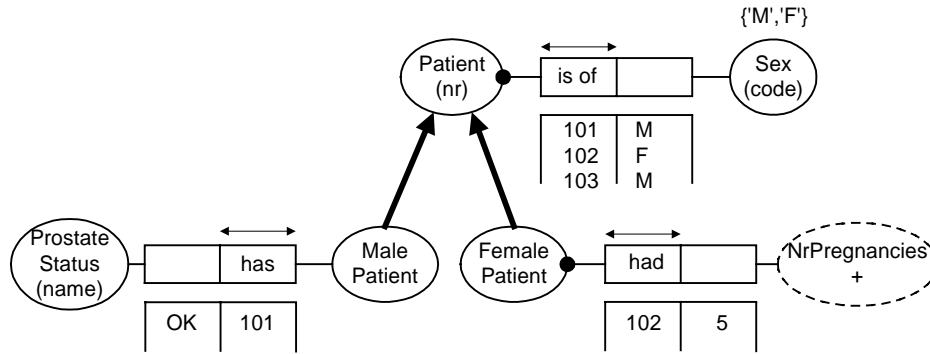 {'M','F'}
Patient
(nr)
is of
Sex
(code)
101 M
102 F
103 M
Prostate
Status
(name)
has
Male
Patient
Female
Patient
had
NrPregnancies
+
OK 101
102 5